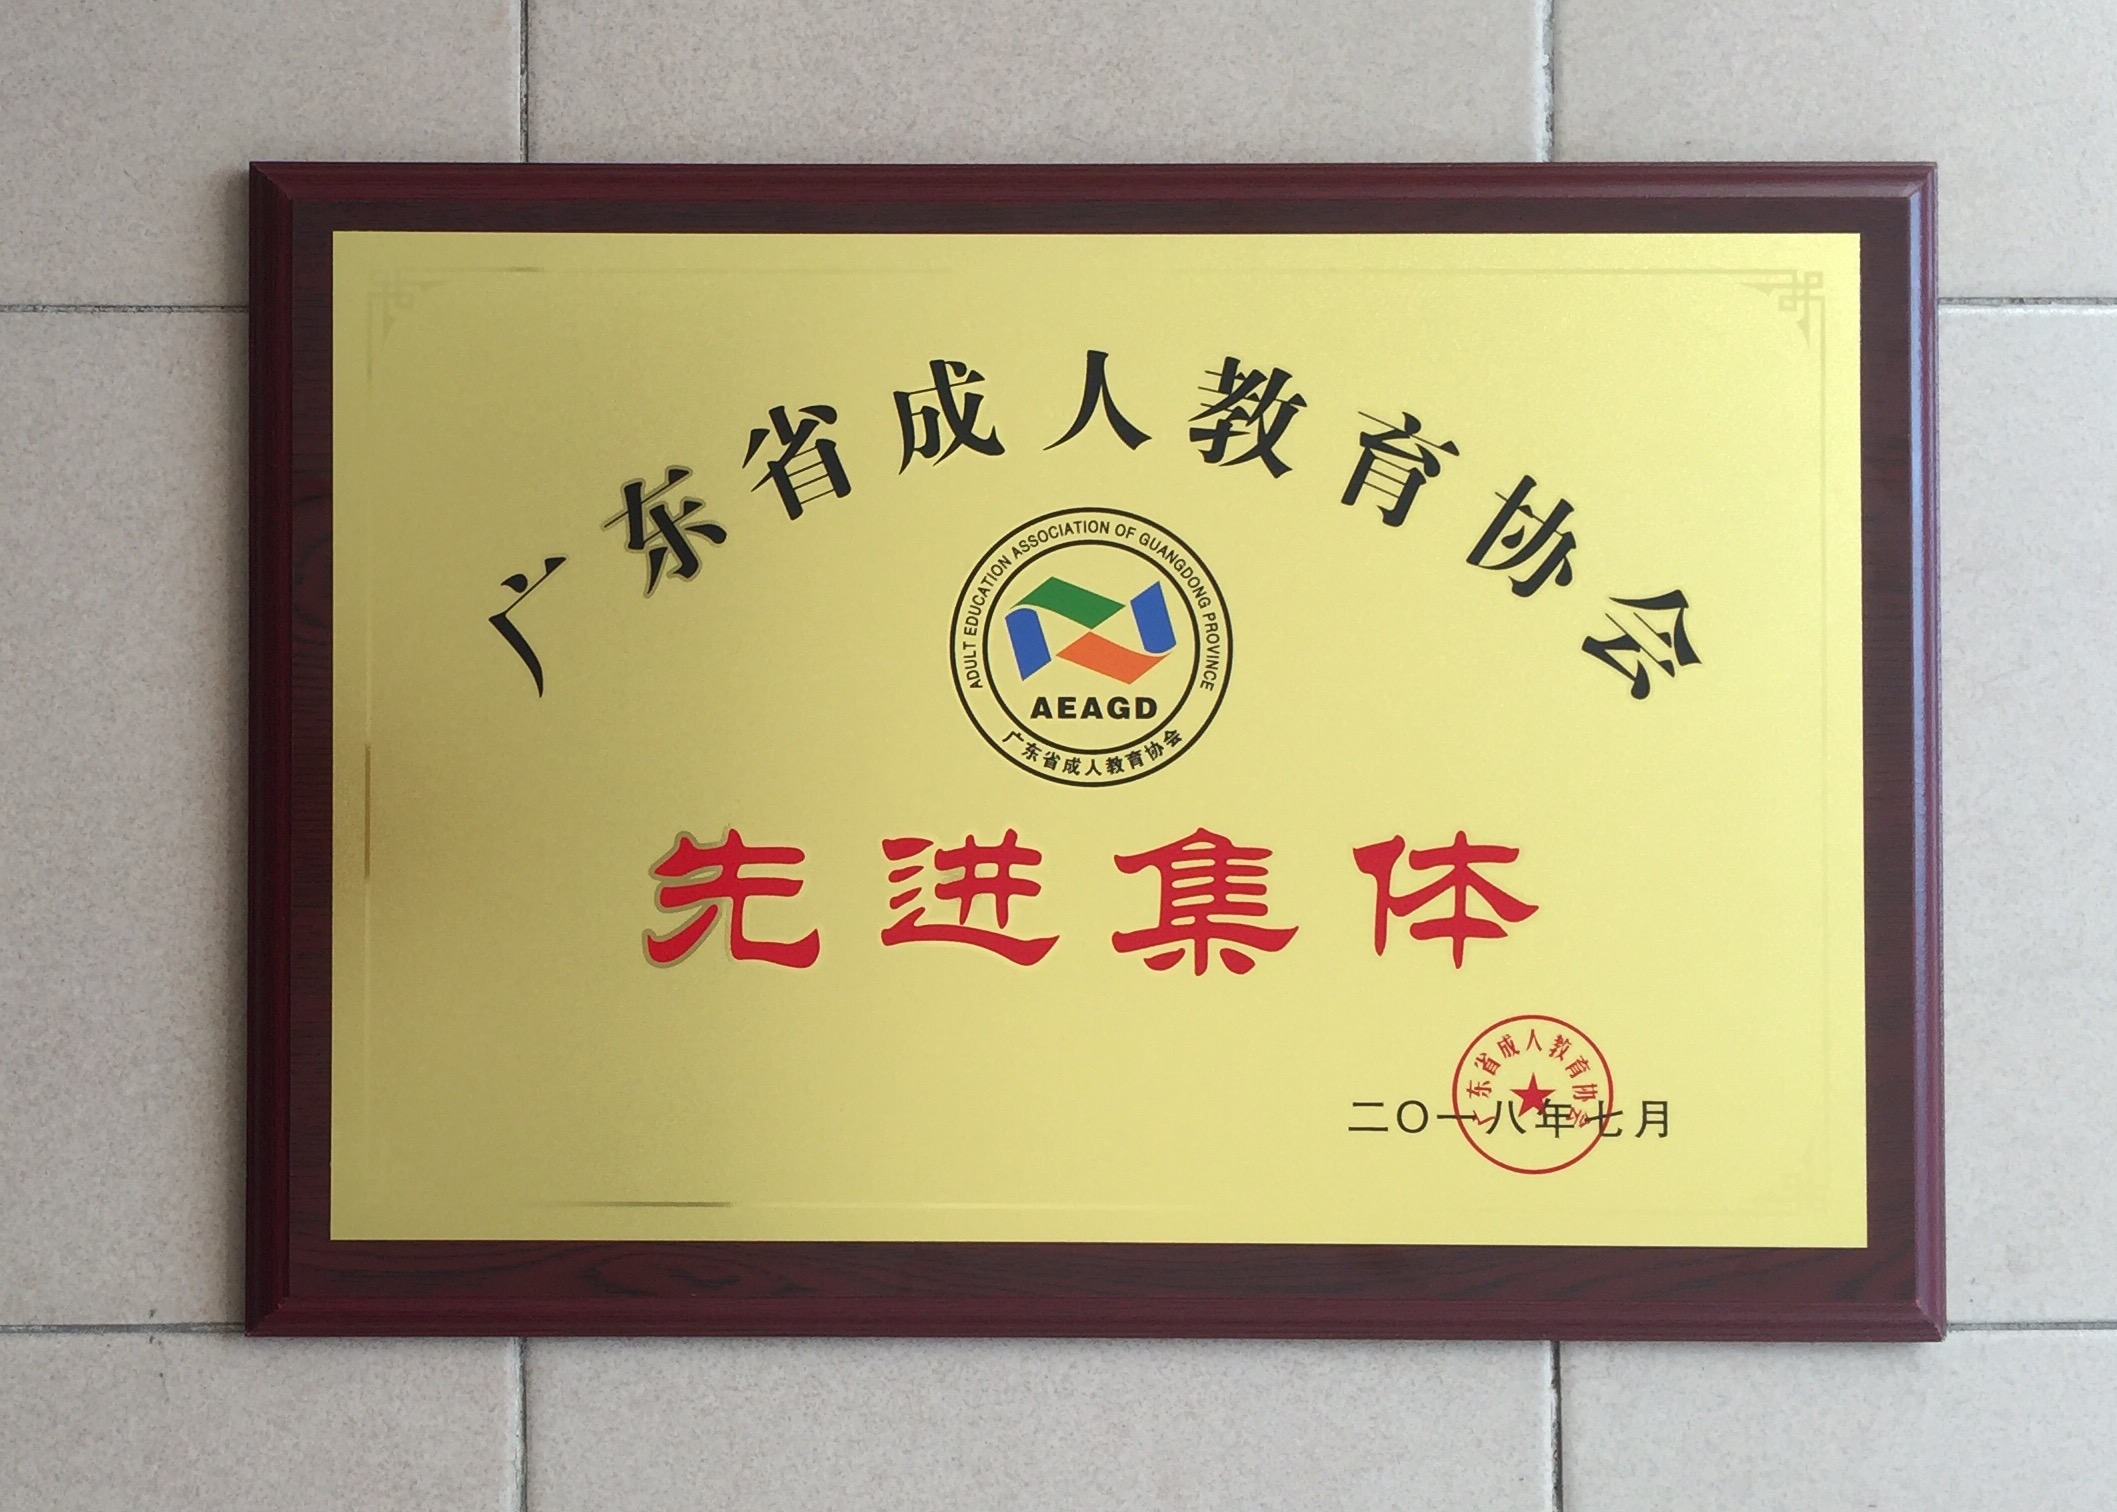 广东省成人教育协会
ADULT EDUCATION ASSOCIATION OF GUANGDONG PROVINCE
AEAGD
广东省成人教育协会
先进集体
广东省成人教育协会
二〇一八年七月